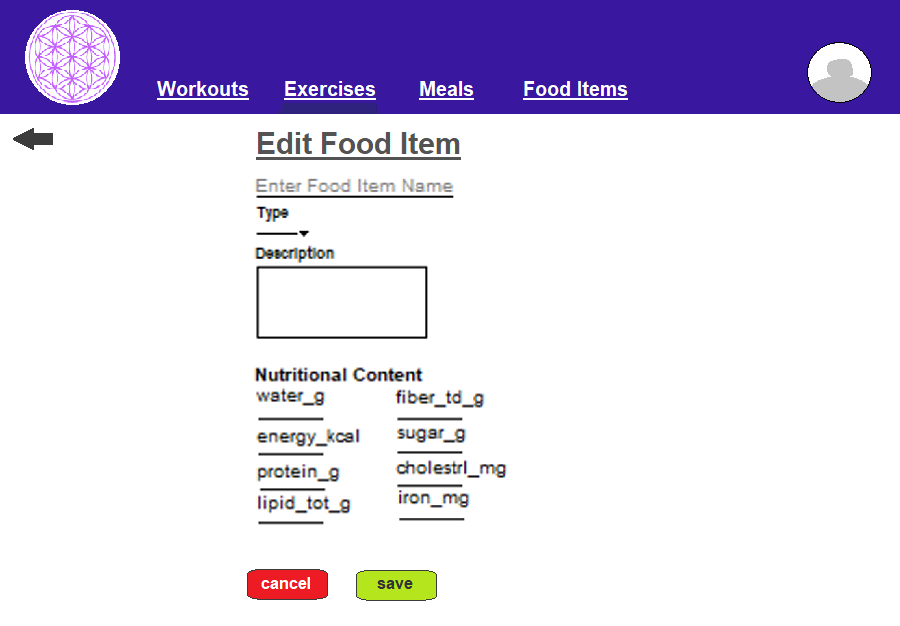 Workouts Exercises Meals Food Items
Edit Food Item
Enter Food Item Name
Type
Description
Nutritional Content
water_g fiber_td_g
energy_kcal sugar_g
protein_g cholestrl_mg
lipid_tot_g iron_mg
cancel save